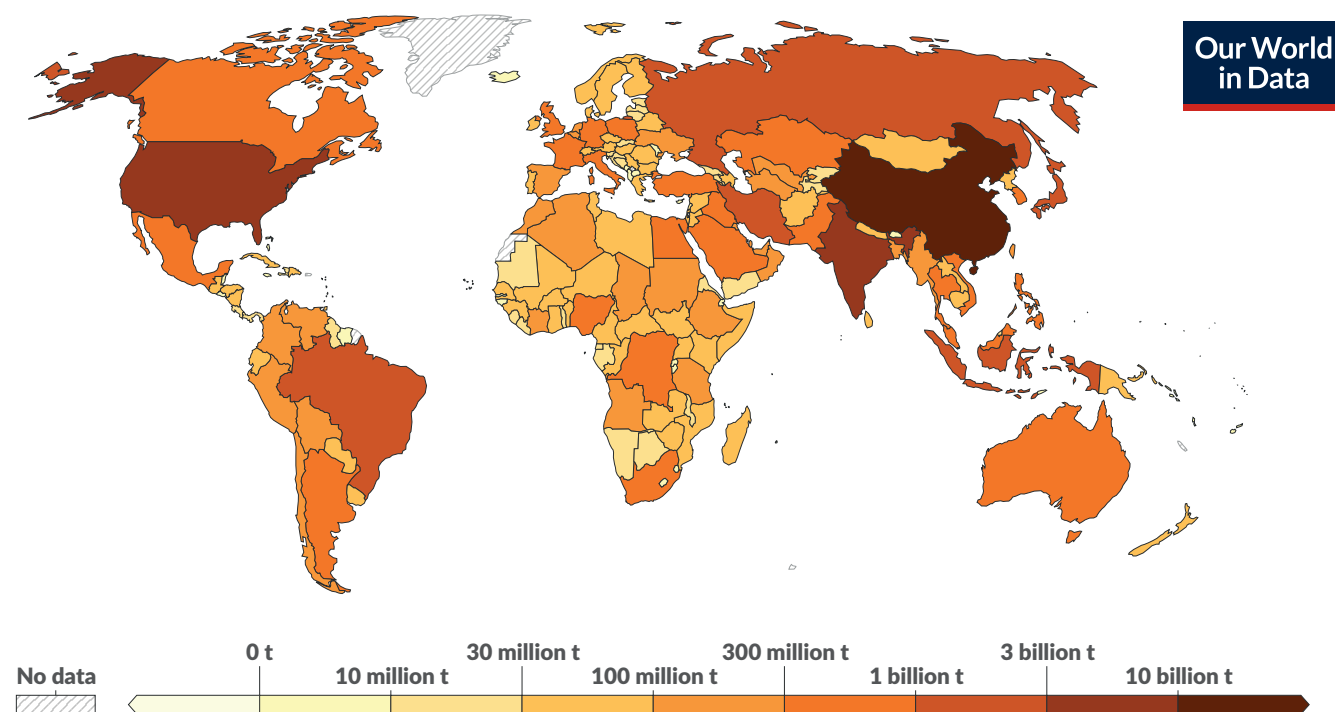 Our World
in Data
0 t 30 million t 300 million t 3 billion t
No data 10 million t 100 million t 1 billion t 10 billion t